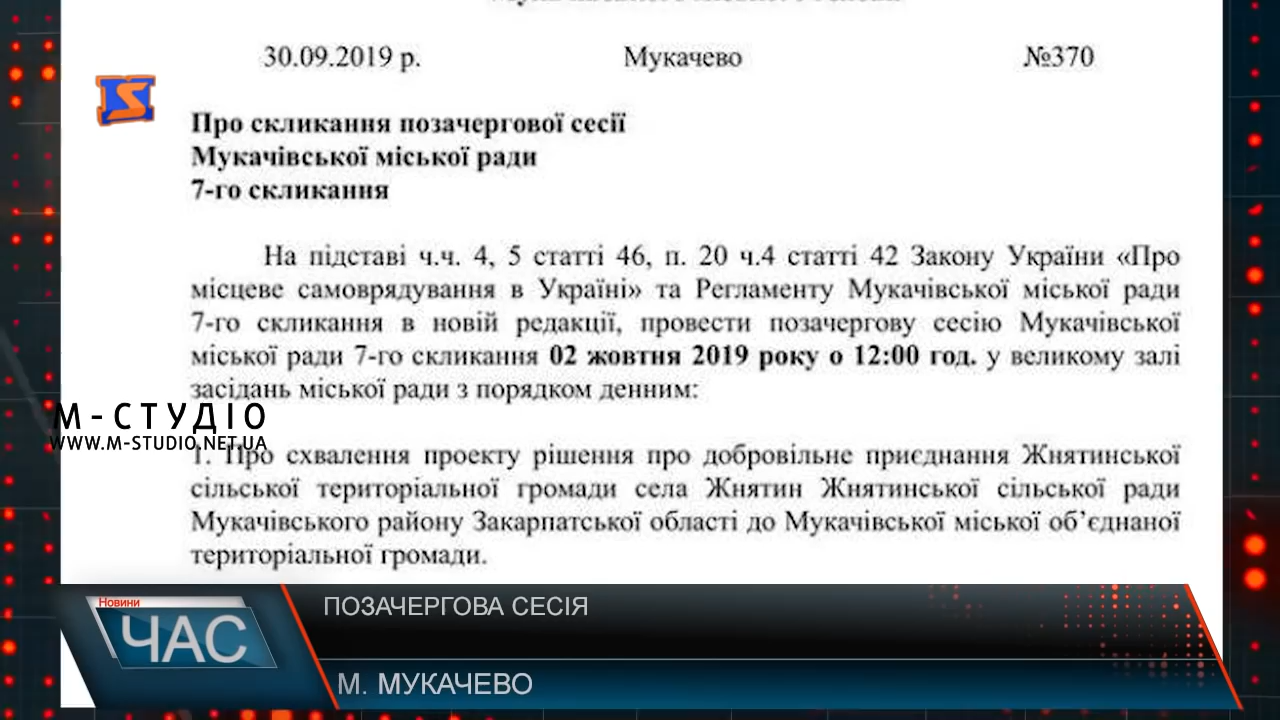 30.09.2019 р. Мукачево №370
Про скликання позачергової сесії
Мукачівської міської ради
7-го скликання
На підставі ч.ч. 4, 5 статті 46, п. 20 ч.4 статті 42 Закону України «Про
місцеве самоврядування в Україні» та Регламенту Мукачівської міської ради
7-го скликання в новій редакції, провести позачергову сесію Мукачівської
міської ради 7-го скликання 02 жовтня 2019 року о 12:00 год. у великому залі
засідань міської ради з порядком денним:
М-СТУДІО
WWW.M-STUDIO.NET.UA
1. Про схвалення проекту рішення про добровільне приєднання Жнятинської
сільської територіальної громади села Жнятин Жнятинської сільської ради
Мукачівського району Закарпатської області до Мукачівської міської об’єднаної
територіальної громади.
Новини
ЧАС
ПОЗАЧЕРГОВА СЕСІЯ
М. МУКАЧЕВО